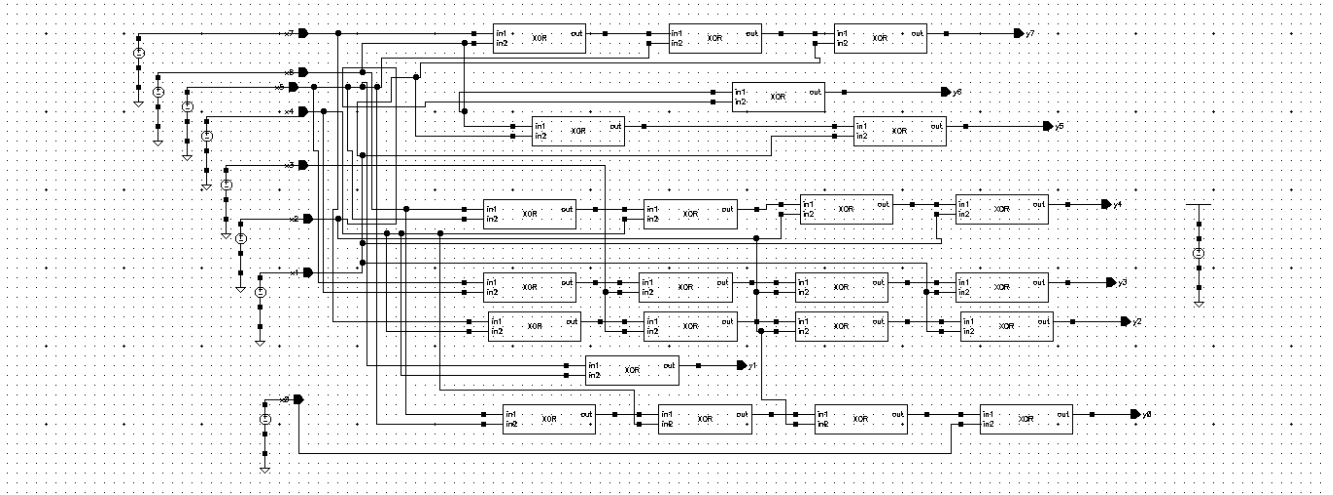 x7 in1 XOR out in1 XOR out in1 XOR out y7
in2 in2 in2
x6
x5 in1 XOR out y6
in2
x4
in1 XOR out in1 XOR out y5
in2 in2
x3
in1 XOR out in1 XOR out in1 XOR out in1 XOR out y4
in2 in2 in2 in2
x2
x1
in1 XOR out in1 XOR out in1 XOR out in1 XOR out y3
in2 in2 in2 in2
in1 XOR out in1 XOR out in1 XOR out in1 XOR out y2
in2 in2 in2 in2
in1 XOR out y1
in2
x0
in1 XOR out in1 XOR out in1 XOR out in1 XOR out y0
in2 in2 in2 in2